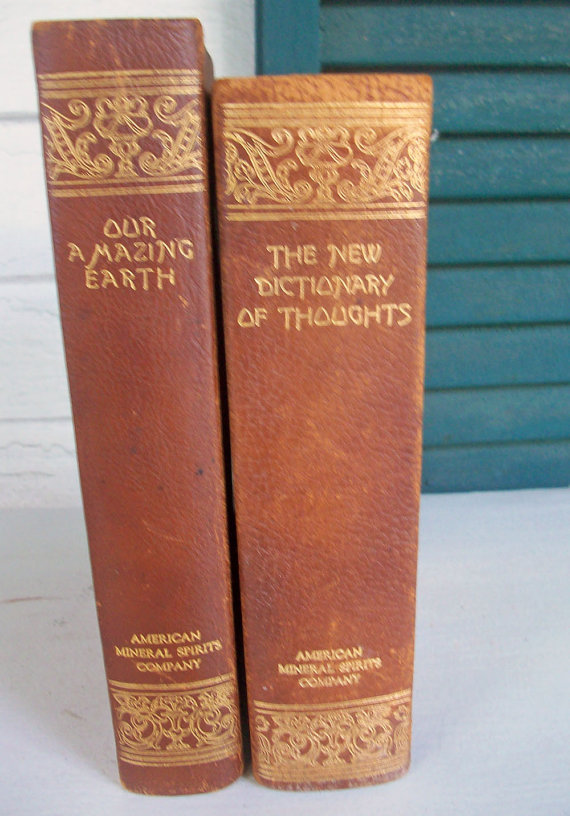 OUR
AMAZING
EARTH
AMERICAN
MINERAL SPIRITS
COMPANY
THE NEW
DICTIONARY
OF THOUGHTS
AMERICAN
MINERAL SPIRITS
COMPANY